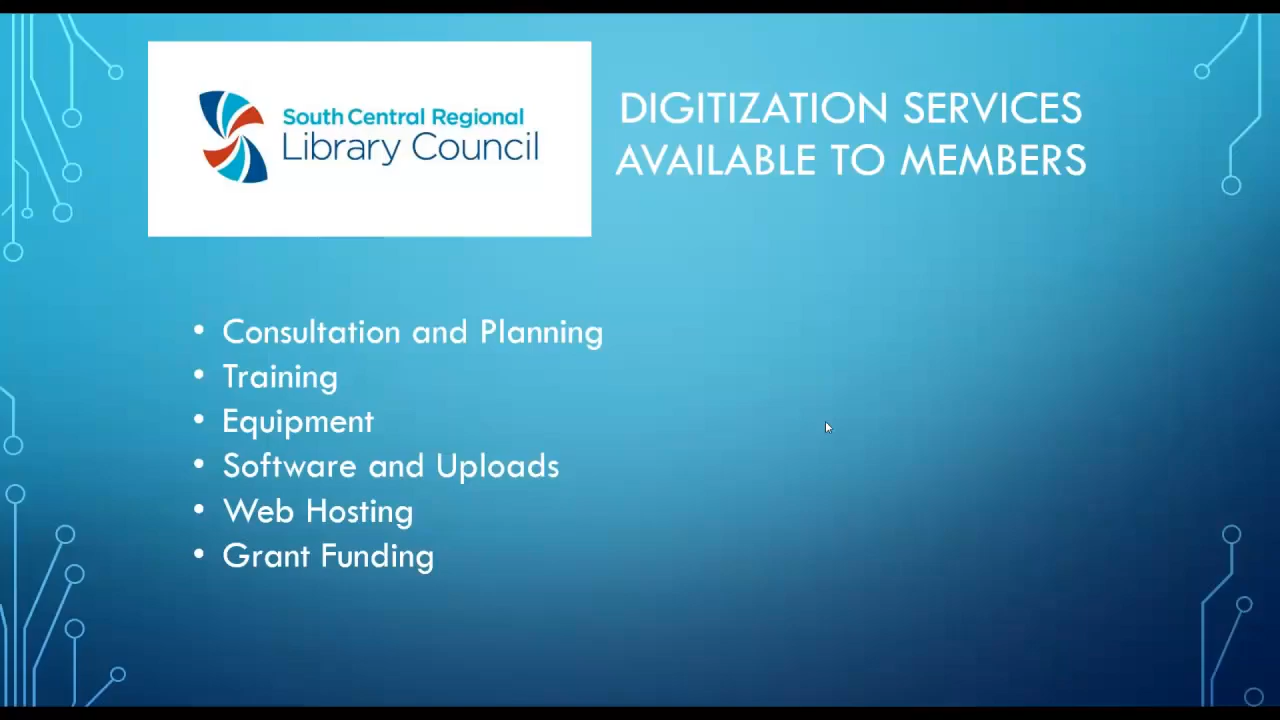 South Central Regional
Library Council
DIGITIZATION SERVICES
AVAILABLE TO MEMBERS
• Consultation and Planning
• Training
• Equipment
• Software and Uploads
• Web Hosting
• Grant Funding